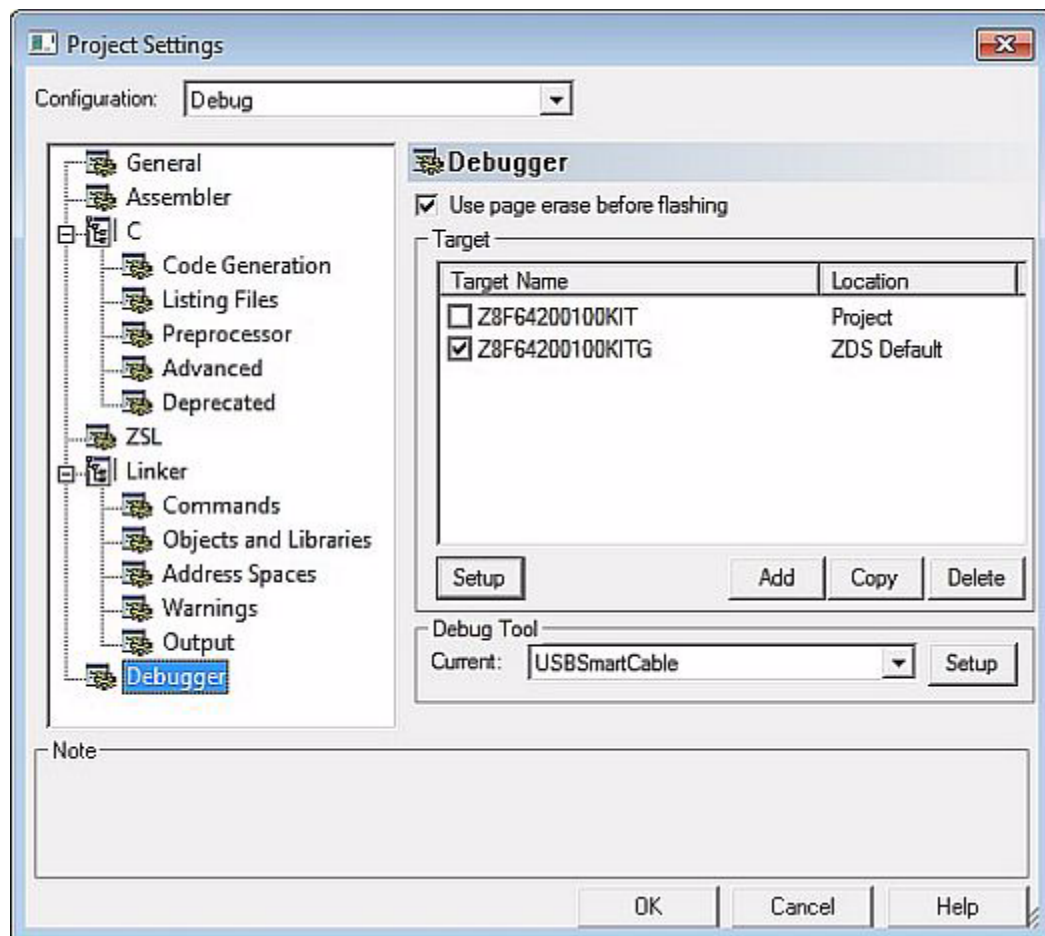 Project Settings
Configuration: Debug
General
Assembler
C
Code Generation
Listing Files
Preprocessor
Advanced
Deprecated
ZSL
Linker
Commands
Objects and Libraries
Address Spaces
Warnings
Output
Debugger
Debugger
Use page erase before flashing
Target
Target Name Location
Z8F64200100KIT Project
Z8F64200100KITG ZDS Default
Setup Add Copy Delete
Debug Tool
Current: USBSmartCable Setup
Note
OK Cancel Help